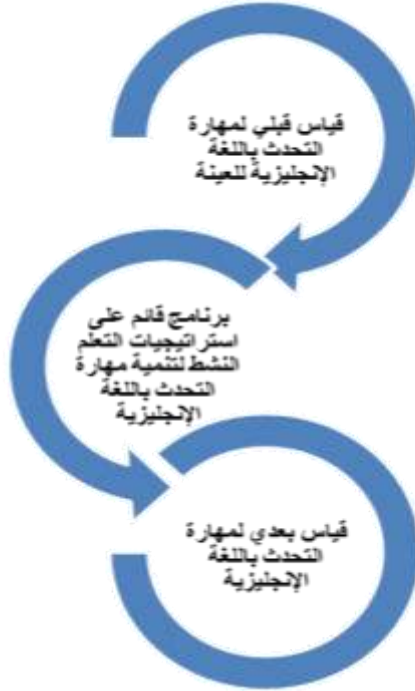 قياس قبلي لمهارة
التحدث باللغة
الإنجليزية للعينة
برنامج قائم على
استراتيجيات التعلم
النشط لتنمية مهارة
التحدث باللغة
الإنجليزية
قياس بعدي لمهارة
التحدث باللغة
الإنجليزية